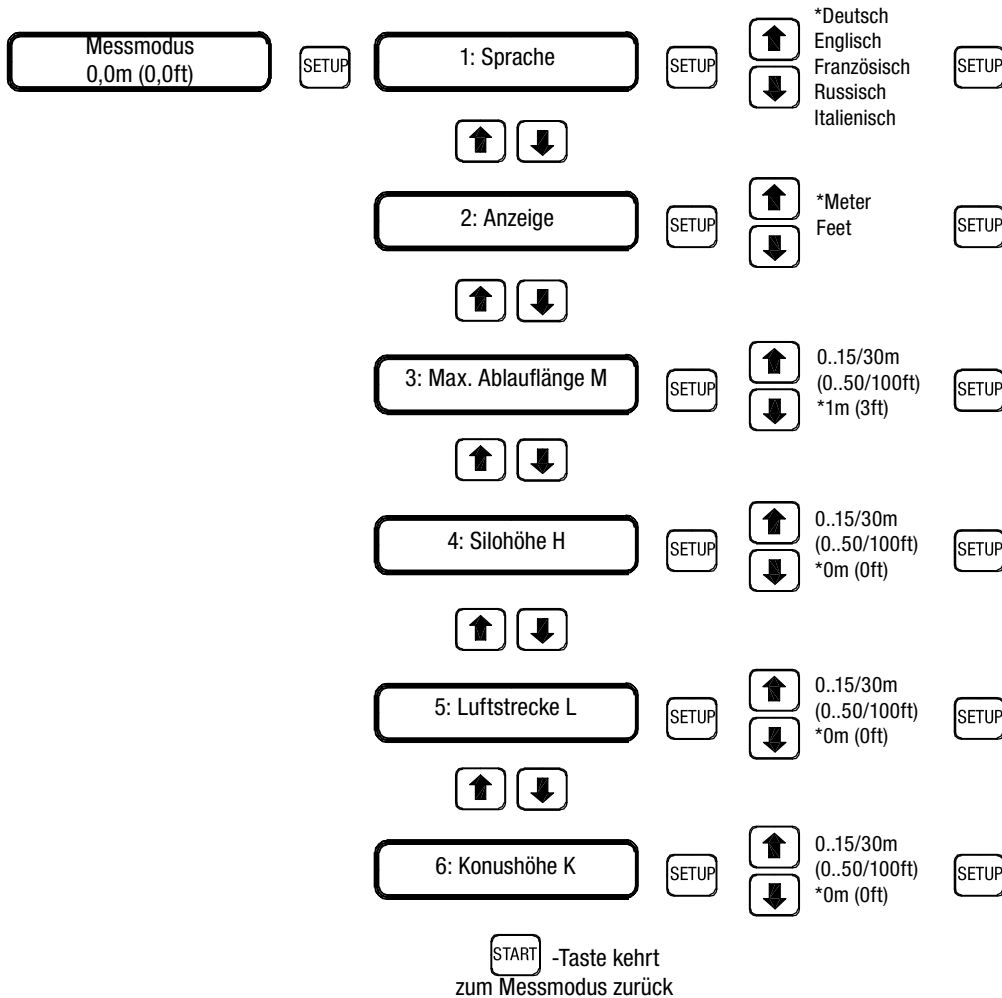 Messmodus
0,0m (0,0ft)
SETUP
1: Sprache
SETUP
*Deutsch
Englisch
Französisch
Russisch
Italienisch
SETUP
2: Anzeige
SETUP
*Meter
Feet
SETUP
3: Max. Ablauflänge M
SETUP
0..15/30m
(0..50/100ft)
*1m (3ft)
SETUP
4: Silohöhe H
SETUP
0..15/30m
(0..50/100ft)
*0m (0ft)
SETUP
5: Luftstrecke L
SETUP
0..15/30m
(0..50/100ft)
*0m (0ft)
SETUP
6: Konushöhe K
SETUP
0..15/30m
(0..50/100ft)
*0m (0ft)
SETUP
START -Taste kehrt
zum Messmodus zurück